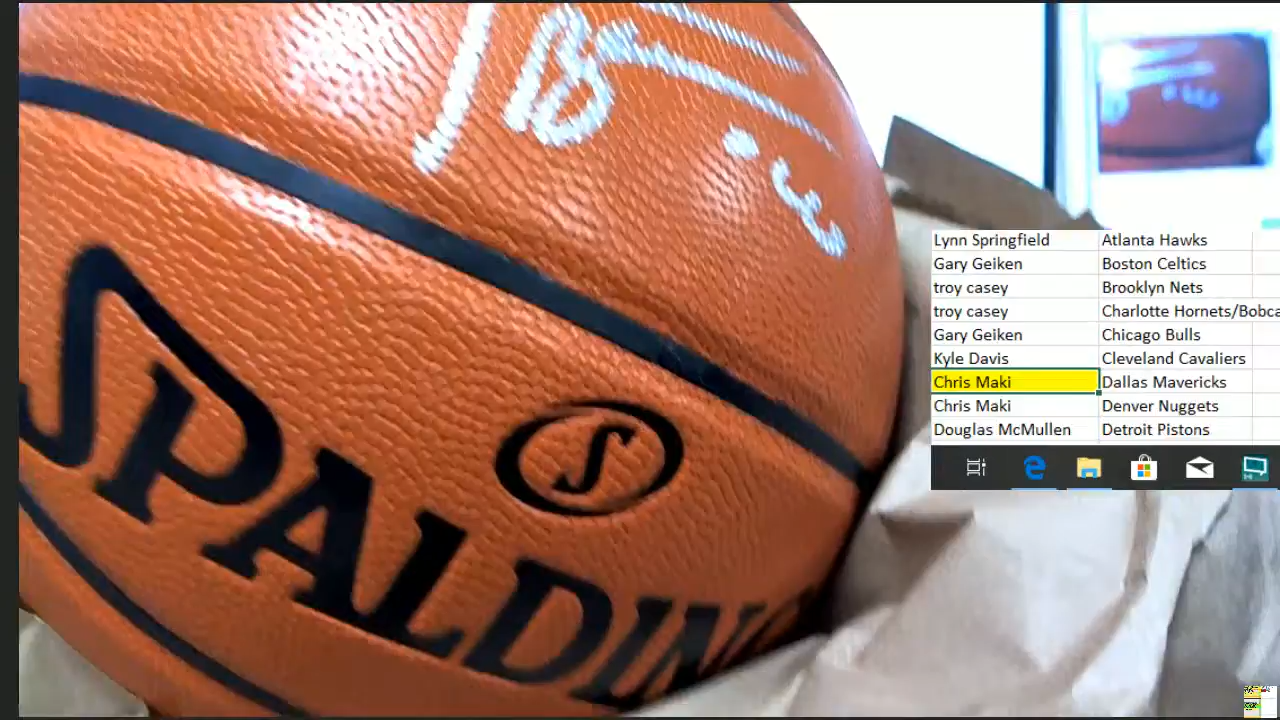 SPALDING
S
Lynn Springfield Atlanta Hawks
Gary Geiken Boston Celtics
troy casey Brooklyn Nets
troy casey Charlotte Hornets/Bobca
Gary Geiken Chicago Bulls
Kyle Davis Cleveland Cavaliers
Chris Maki Dallas Mavericks
Chris Maki Denver Nuggets
Douglas McMullen Detroit Pistons